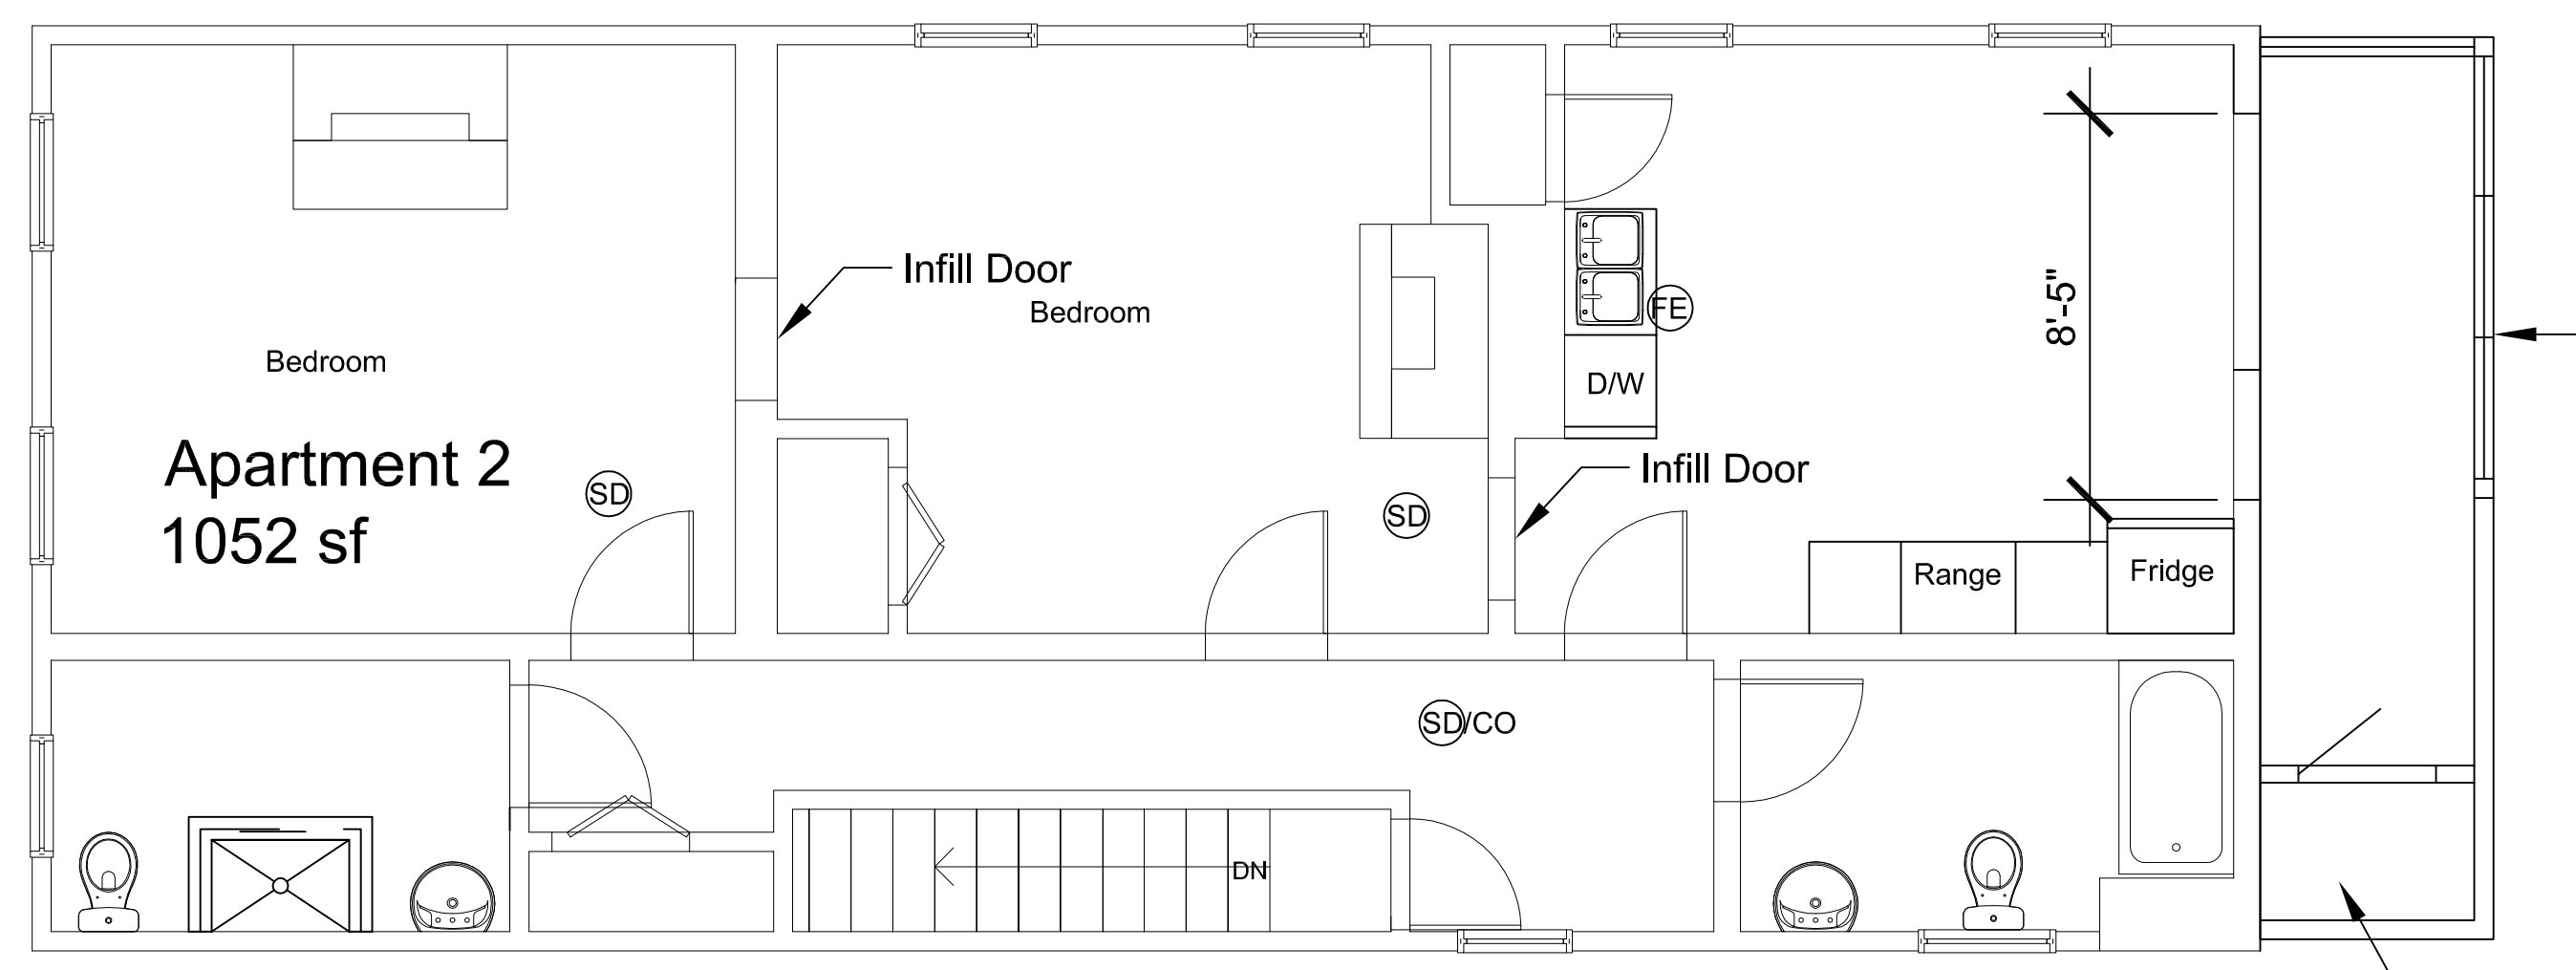 Infill Door
Bedroom
Bedroom
Apartment 2
1052 sf
SD
SD
FE
D/W
Infill Door
8'-5"
Range
Fridge
SD/CO
DN